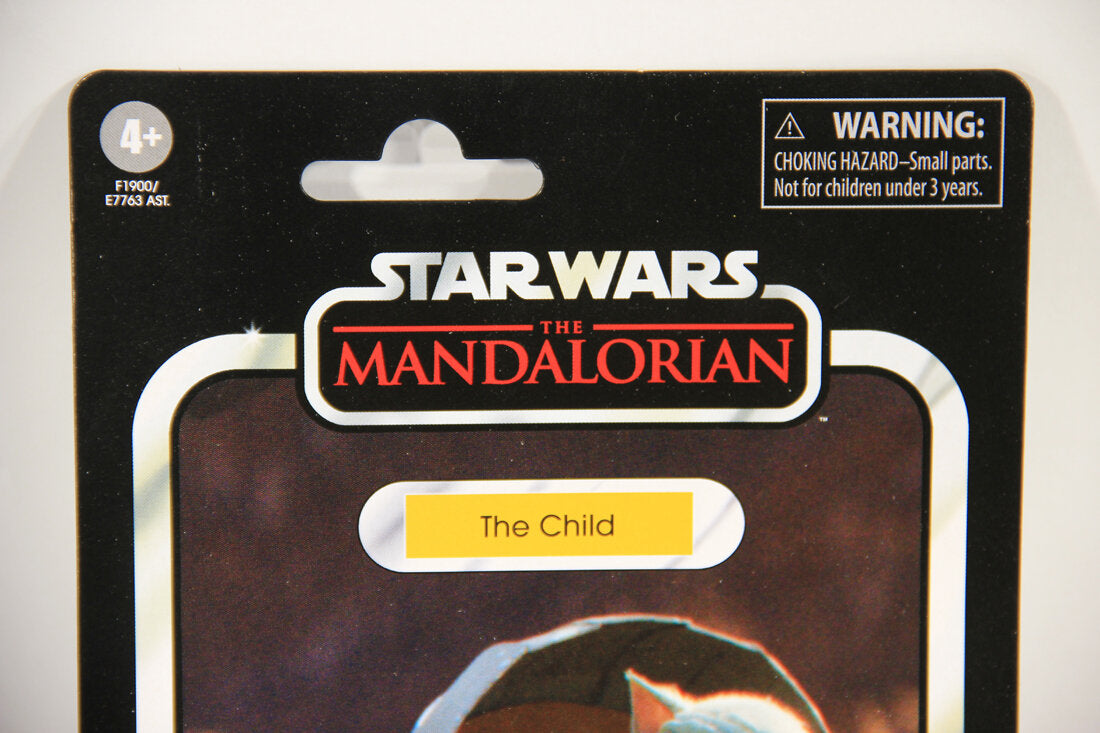 4+
F1900/
E7763 AST.
WARNING:
CHOKING HAZARD–Small parts.
Not for children under 3 years.
STAR WARS
THE
MANDALORIAN
™
The Child